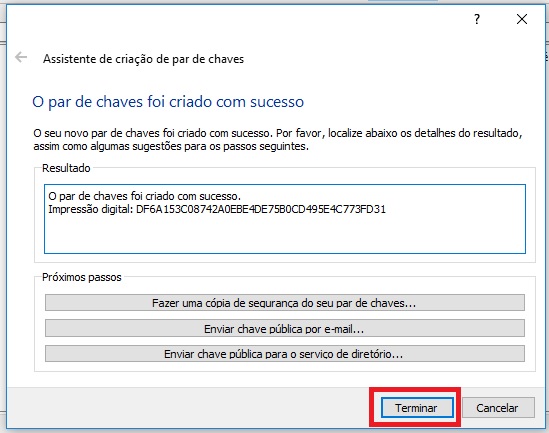 ?
Assistente de criação de par de chaves
O par de chaves foi criado com sucesso
O seu novo par de chaves foi criado com sucesso. Por favor, localize abaixo os detalhes do resultado,
assim como algumas sugestões para os passos seguintes.
Resultado
O par de chaves foi criado com sucesso.
Impressão digital: DF6A153C08742A0EBE4DE75B0CD495E4C773FD31
Próximos passos
Fazer uma cópia de segurança do seu par de chaves...
Enviar chave pública por e-mail...
Enviar chave pública para o serviço de diretório...
Terminar
Cancelar